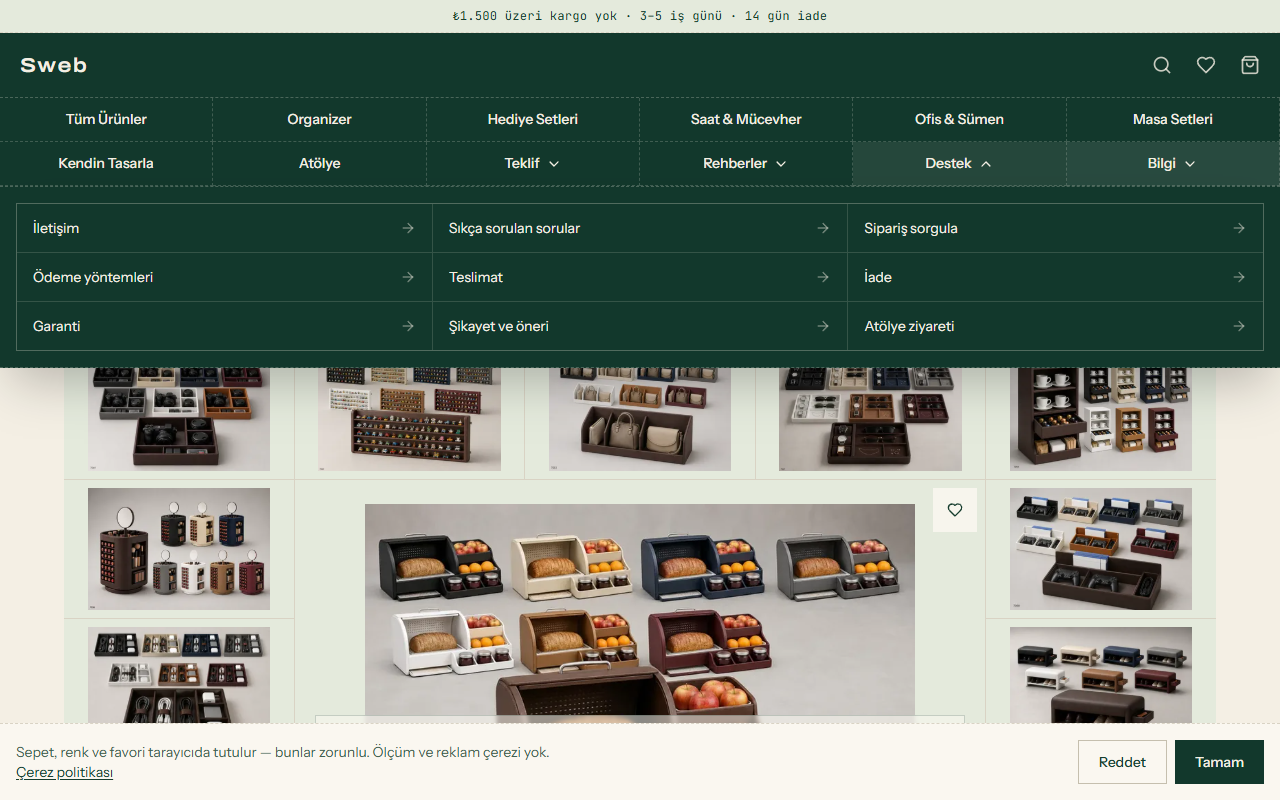 ₺1.500 üzeri kargo yok · 3–5 iş günü · 14 gün iade
Sweb
Tüm Ürünler
Organizer
Hediye Setleri
Saat & Mücevher
Ofis & Sümen
Masa Setleri
Kendin Tasarla
Atölye
Teklif
Rehberler
Destek
Bilgi
İletişim
Sıkça sorulan sorular
Sipariş sorgula
Ödeme yöntemleri
Teslimat
İade
Garanti
Şikayet ve öneri
Atölye ziyareti
Sepet, renk ve favori tarayıcıda tutulur — bunlar zorunlu. Ölçüm ve reklam çerezi yok.
Çerez politikası
Reddet
Tamam